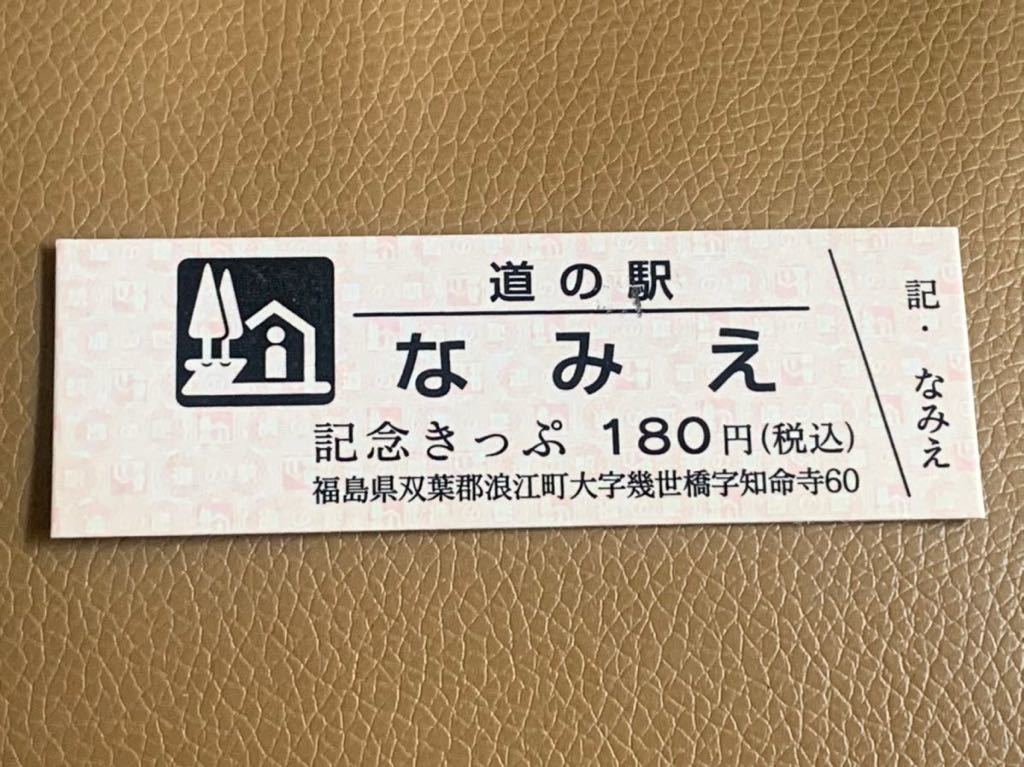 道の駅
なみえ
記念きっぷ 180円(税込)
福島県双葉郡浪江町大字幾世橋字知命寺60
記・なみえ